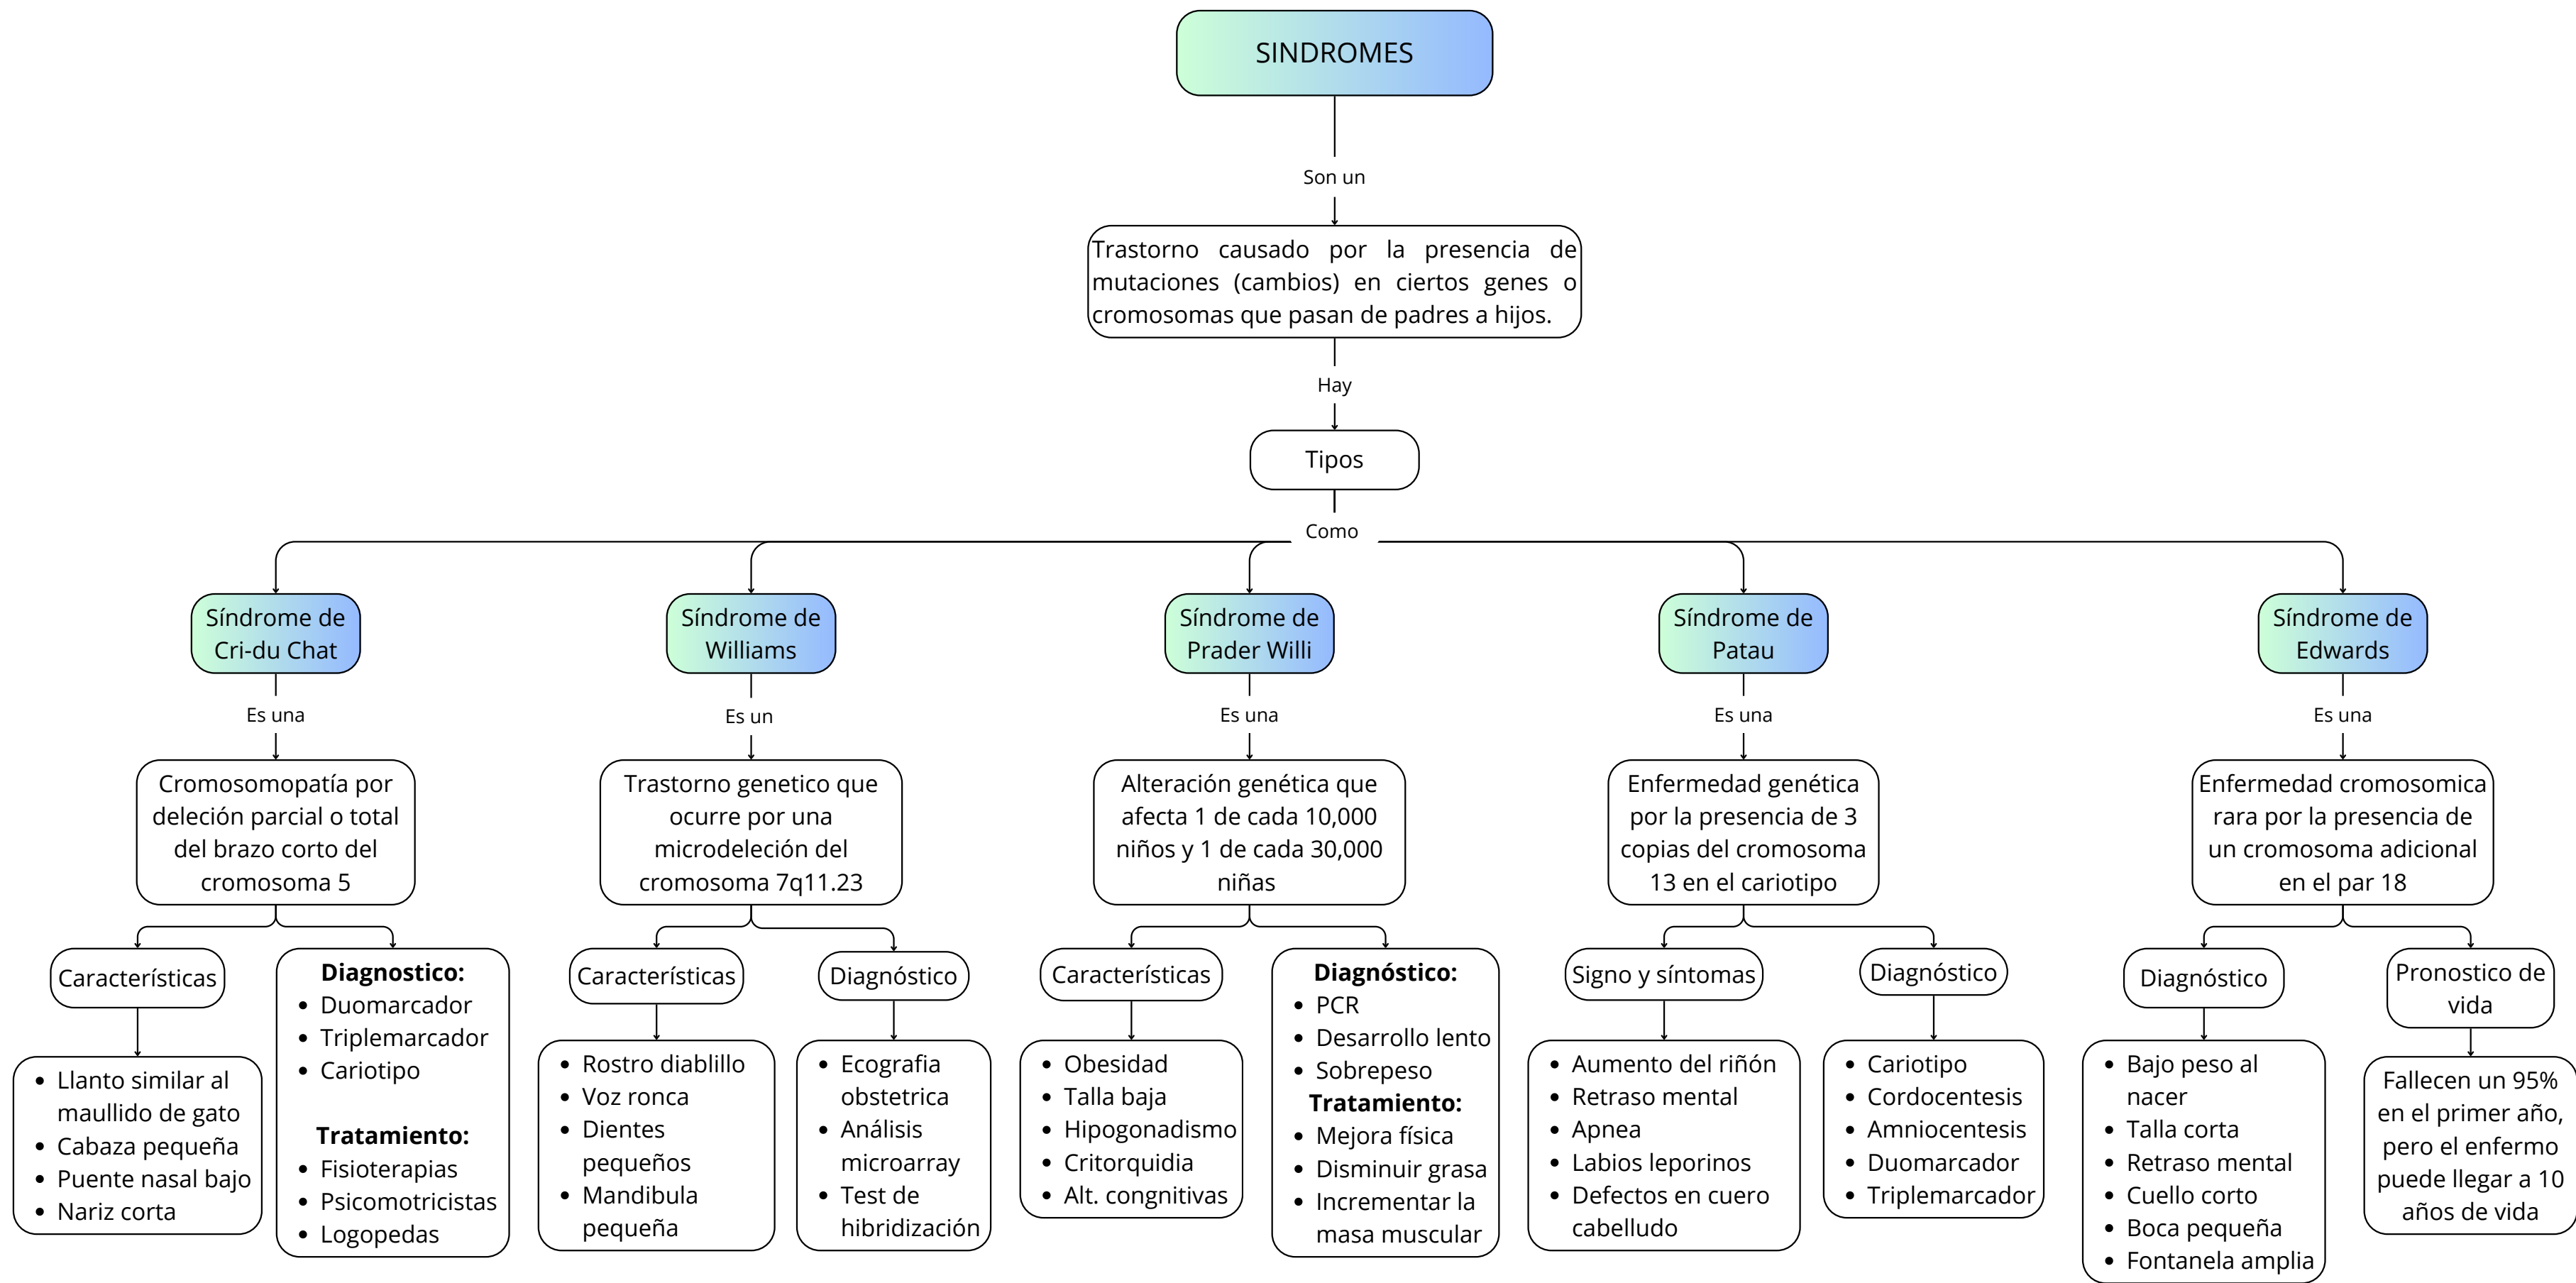 SINDROMES
Son un
Trastorno causado por la presencia de
mutaciones (cambios) en ciertos genes o
cromosomas que pasan de padres a hijos.
Hay
Tipos
Como
Síndrome de
Cri-du Chat
Es una
Cromosomopatía por
deleción parcial o total
del brazo corto del
cromosoma 5
Características
• Llanto similar al
maullido de gato
• Cabaza pequeña
• Puente nasal bajo
• Nariz corta
Diagnostico:
• Duomarcador
• Triplemarcador
• Cariotipo
Tratamiento:
• Fisioterapias
• Psicomotricistas
• Logopedas
Síndrome de
Williams
Es un
Trastorno genetico que
ocurre por una
microdeleción del
cromosoma 7q11.23
Características
• Rostro diablillo
• Voz ronca
• Dientes
pequeños
• Mandibula
pequeña
Diagnóstico
• Ecografia
obstetrica
• Análisis
microarray
• Test de
hibridización
Síndrome de
Prader Willi
Es una
Alteración genética que
afecta 1 de cada 10,000
niños y 1 de cada 30,000
niñas
Características
• Obesidad
• Talla baja
• Hipogonadismo
• Critorquidia
• Alt. congnitivas
Diagnóstico:
• PCR
• Desarrollo lento
• Sobrepeso
Tratamiento:
• Mejora física
• Disminuir grasa
• Incrementar la
masa muscular
Síndrome de
Patau
Es una
Enfermedad genética
por la presencia de 3
copias del cromosoma
13 en el cariotipo
Signo y síntomas
• Aumento del riñón
• Retraso mental
• Apnea
• Labios leporinos
• Defectos en cuero
cabelludo
Diagnóstico
• Cariotipo
• Cordocentesis
• Amniocentesis
• Duomarcador
• Triplemarcador
Síndrome de
Edwards
Es una
Enfermedad cromosomica
rara por la presencia de
un cromosoma adicional
en el par 18
Diagnóstico
• Bajo peso al
nacer
• Talla corta
• Retraso mental
• Cuello corto
• Boca pequeña
• Fontanela amplia
Pronostico de
vida
Fallecen un 95%
en el primer año,
pero el enfermo
puede llegar a 10
años de vida